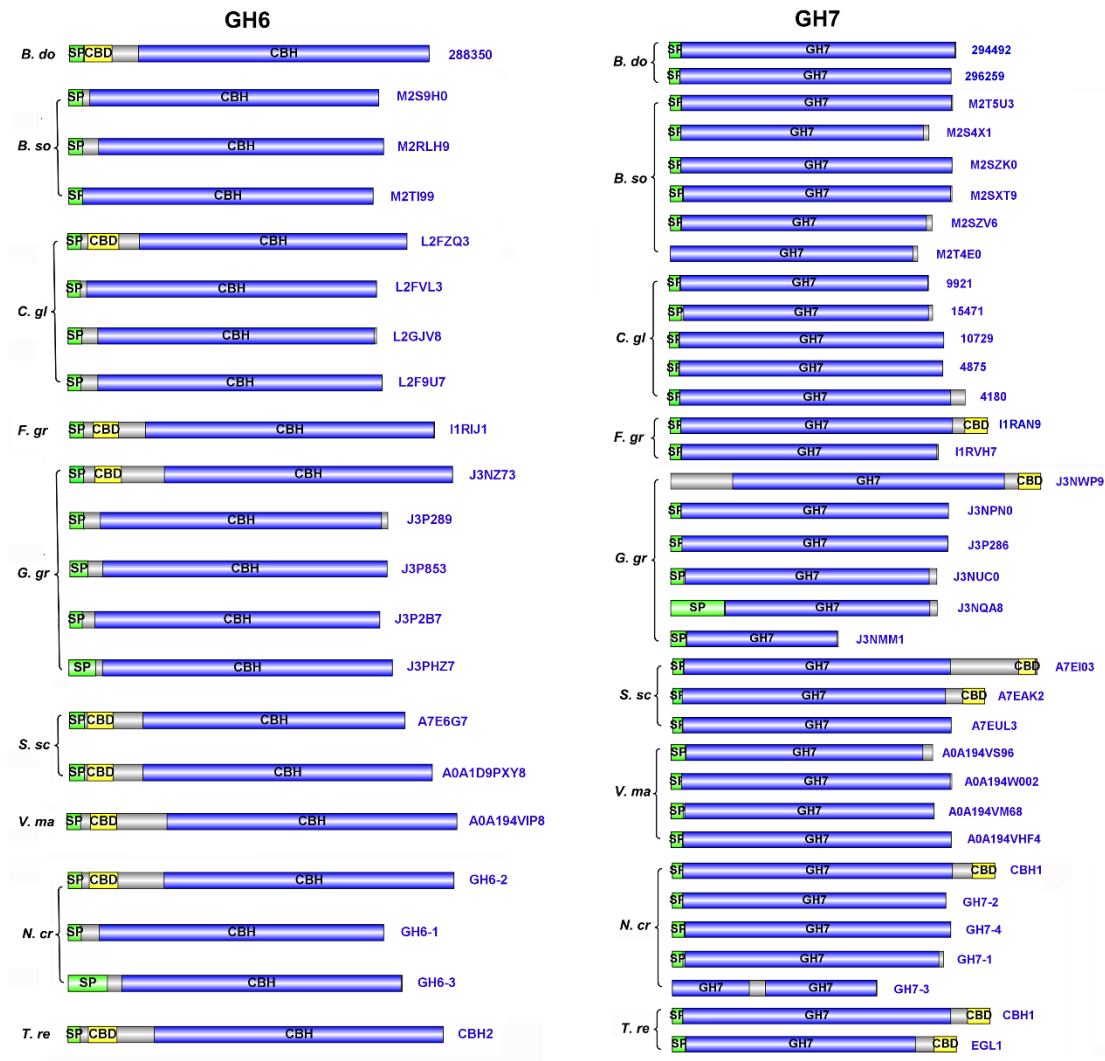 GH6
B. do SP CBD CBH 288350
SP CBH M2S9H0
B. so SP CBH M2RLH9
SP CBH M2TI99
SP CBD CBH L2FZQ3
SP CBH L2FVL3
C. gl
SP CBH L2GJV8
SP CBH L2F9U7
F. gr SP CBD CBH I1RIJ1
SP CBD CBH J3NZ73
SP CBH J3P289
G. gr SP CBH J3P853
SP CBH J3P2B7
SP CBH J3PHZ7
SP CBD CBH A7E6G7
S. sc
SP CBD CBH A0A1D9PXY8
V. ma SP CBD CBH A0A194VIP8
SP CBD CBH GH6-2
N. cr SP CBH GH6-1
SP CBH GH6-3
T. re SP CBD CBH CBH2
GH7
SP GH7 294492
B. do
SP GH7 296259
SP GH7 M2T5U3
SP GH7 M2S4X1
SP GH7 M2SZK0
B. so
SP GH7 M2SXT9
SP GH7 M2SZV6
GH7 M2T4E0
SP GH7 9921
SP GH7 15471
C. gl SP GH7 10729
SP GH7 4875
SP GH7 4180
SP GH7 CBD I1RAN9
F. gr
SP GH7 I1RVH7
GH7 CBD J3NWP9
SP GH7 J3NPN0
SP GH7 J3P286
G. gr
SP GH7 J3NUC0
SP GH7 J3NQA8
SP GH7 J3NMM1
SP GH7 CBD A7EI03
S. sc SP GH7 CBD A7EAK2
SP GH7 A7EUL3
SP GH7 A0A194VS96
SP GH7 A0A194W002
V. ma
SP GH7 A0A194VM68
SP GH7 A0A194VHF4
SP GH7 CBD CBH1
SP GH7 GH7-2
N. cr SP GH7 GH7-4
SP GH7 GH7-1
GH7 GH7 GH7-3
SP GH7 CBD CBH1
T. re
SP GH7 CBD EGL1